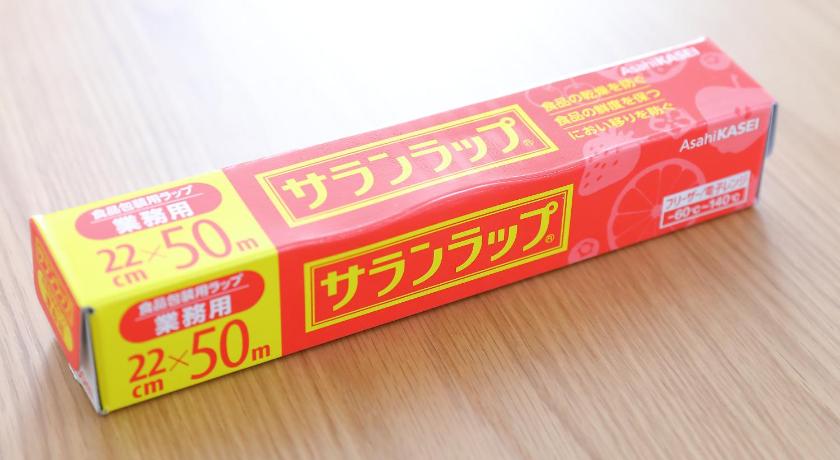 AsahiKASEI
食品の乾燥を防ぐ
食品の鮮度を保つ
におい移りを防ぐ
サランラップ®
食品包装用ラップ
業務用
22cm×50m
AsahiKASEI
フリーザー/電子レンジ
-60℃~140℃
サランラップ®
食品包装用ラップ
業務用
22cm×50m